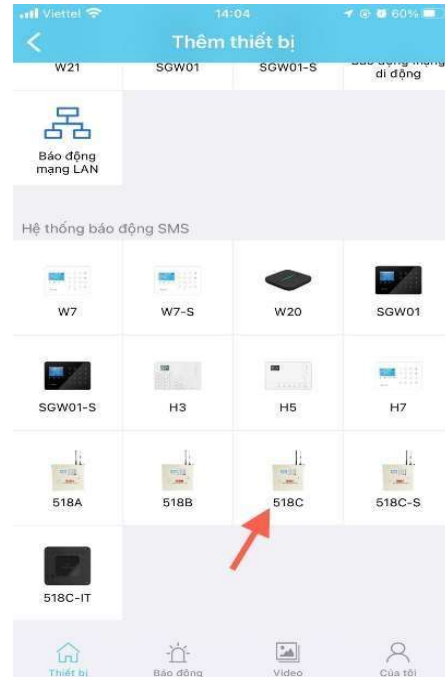 Viettel 14:04 60%
Thêm thiết bị
W21 SGW01 SGW01-S Báo động mạng
di động
Báo động
mạng LAN
Hệ thống báo động SMS
W7 W7-S W20 SGW01
SGW01-S H3 H5 H7
518A 518B 518C 518C-S
518C-IT
Thiết bị Báo động Video Của tôi